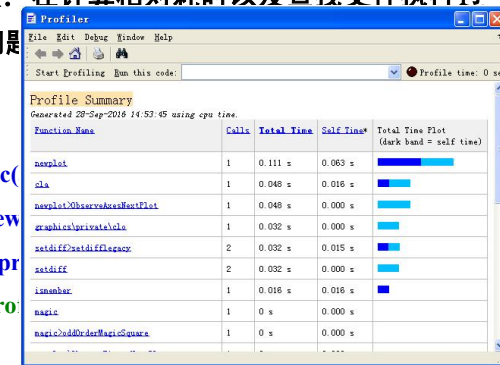 Profiler
File Edit Debug Window Help
Start Profiling Run this code:
Profile time: 0 se
Profile Summary
Generated 28-Sep-2016 14:53:45 using cpu time.
Function Name Calls Total Time Self Time* Total Time Plot
(dark band = self time)
newplot 1 0.111 s 0.063 s
cla 1 0.048 s 0.016 s
newplot>ObserveAxesNextPlot 1 0.048 s 0.000 s
graphics\private\clo 1 0.032 s 0.000 s
setdiff>setdifflegacy 2 0.032 s 0.015 s
setdiff 2 0.032 s 0.000 s
ismember 1 0.016 s 0.016 s
magic 1 0 s 0.000 s
magic>oddOrderMagicSquare 1 0 s 0.000 s
c(
ew
pr
ro